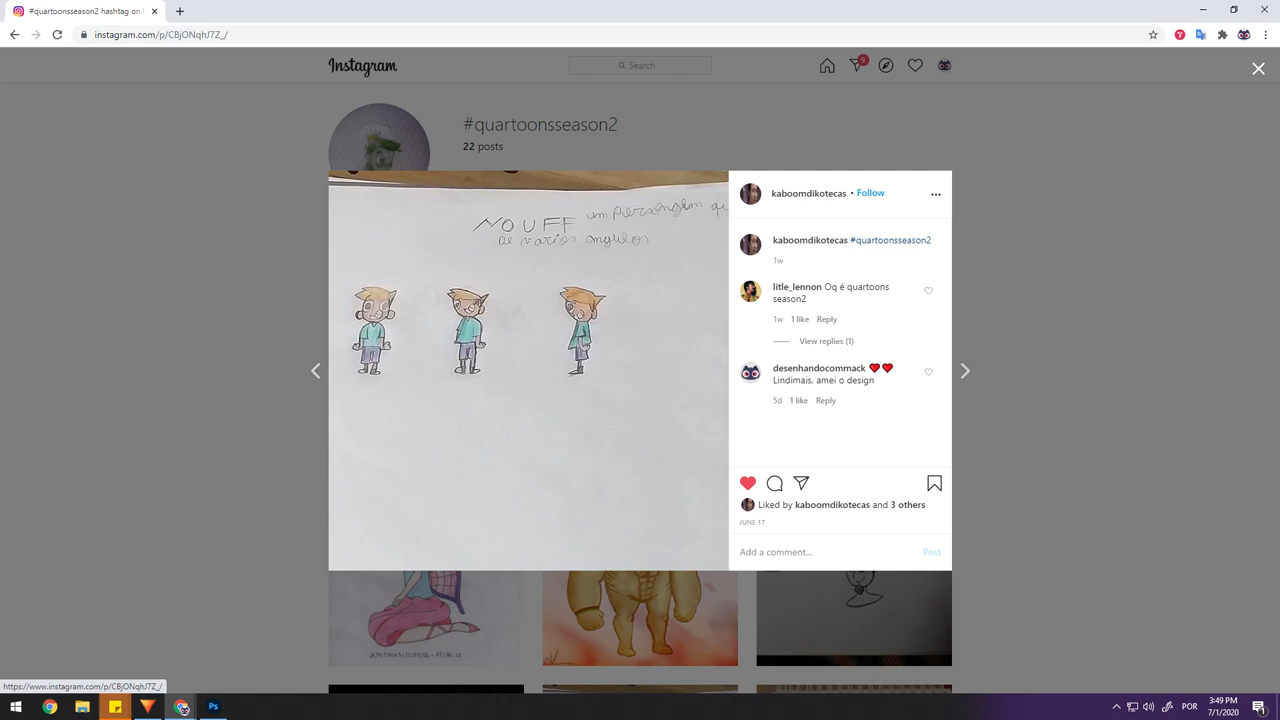 #quartoonsseason2 hashtag on
instagram.com/p/CBjONqhJ7Z_/
Instagram
Search
9
#quartoonsseason2
22 posts
NOUFF
de varios angulos
kaboomdikotecas • Follow
kaboomdikotecas #quartoonsseason2
1w
litle_lennon Oq é quartoons
season2
1w 1 like Reply
View replies (1)
desenhandocommack ❤❤
Lindimais, amei o design
5d 1 like Reply
Liked by kaboomdikotecas and 3 others
JUNE 17
Add a comment... Post
https://www.instagram.com/p/CBjONqhJ7Z_/
Ps
POR
3:49 PM
7/1/2020